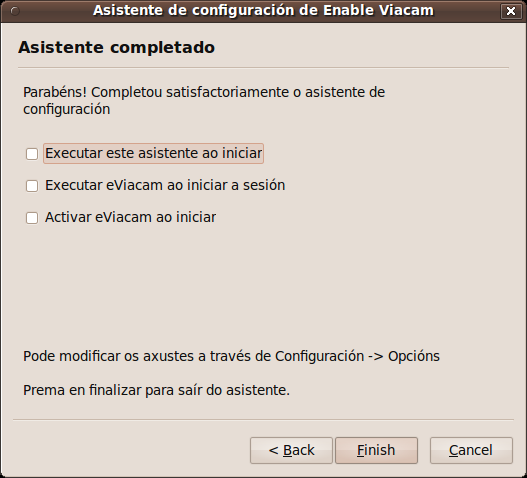 Asistente de configuración de Enable Viacam
Asistente completado
Parabéns! Completou satisfactoriamente o asistente de
configuración
Executar este asistente ao iniciar
Executar eViacam ao iniciar a sesión
Activar eViacam ao iniciar
Pode modificar os axustes a través de Configuración -> Opcións
Prema en finalizar para saír do asistente.
< Back Finish Cancel